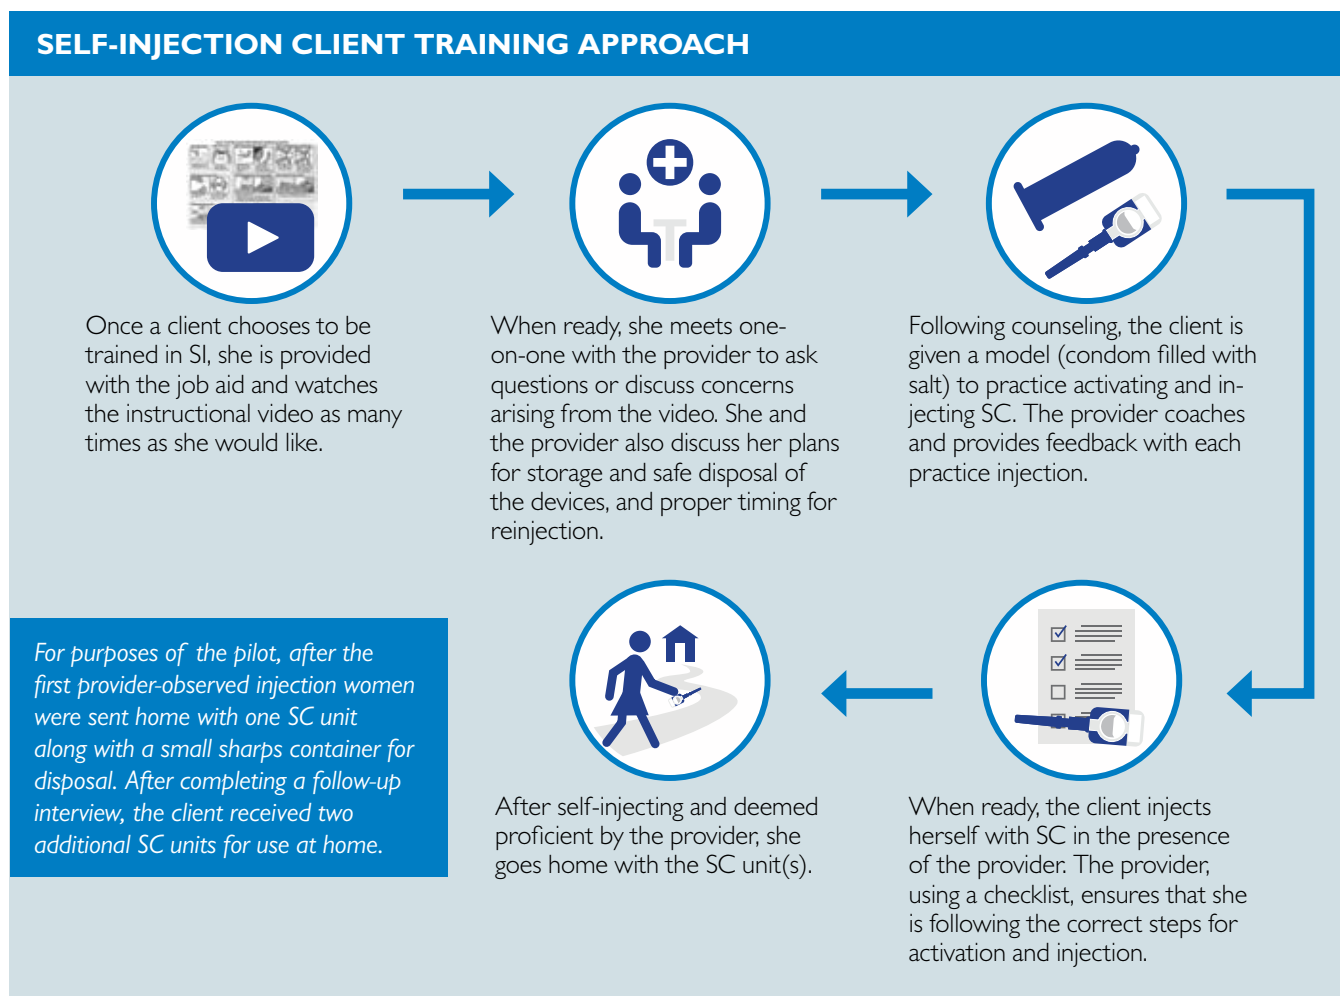 SELF-INJECTION CLIENT TRAINING APPROACH
Once a client chooses to be
trained in SI, she is provided
with the job aid and watches
the instructional video as many
times as she would like.
When ready, she meets one-
on-one with the provider to ask
questions or discuss concerns
arising from the video. She and
the provider also discuss her plans
for storage and safe disposal of
the devices, and proper timing for
reinjection.
Following counseling, the client is
given a model (condom filled with
salt) to practice activating and in-
jecting SC. The provider coaches
and provides feedback with each
practice injection.
When ready, the client injects
herself with SC in the presence
of the provider. The provider,
using a checklist, ensures that she
is following the correct steps for
activation and injection.
After self-injecting and deemed
proficient by the provider, she
goes home with the SC unit(s).
For purposes of the pilot, after the
first provider-observed injection women
were sent home with one SC unit
along with a small sharps container for
disposal. After completing a follow-up
interview, the client received two
additional SC units for use at home.